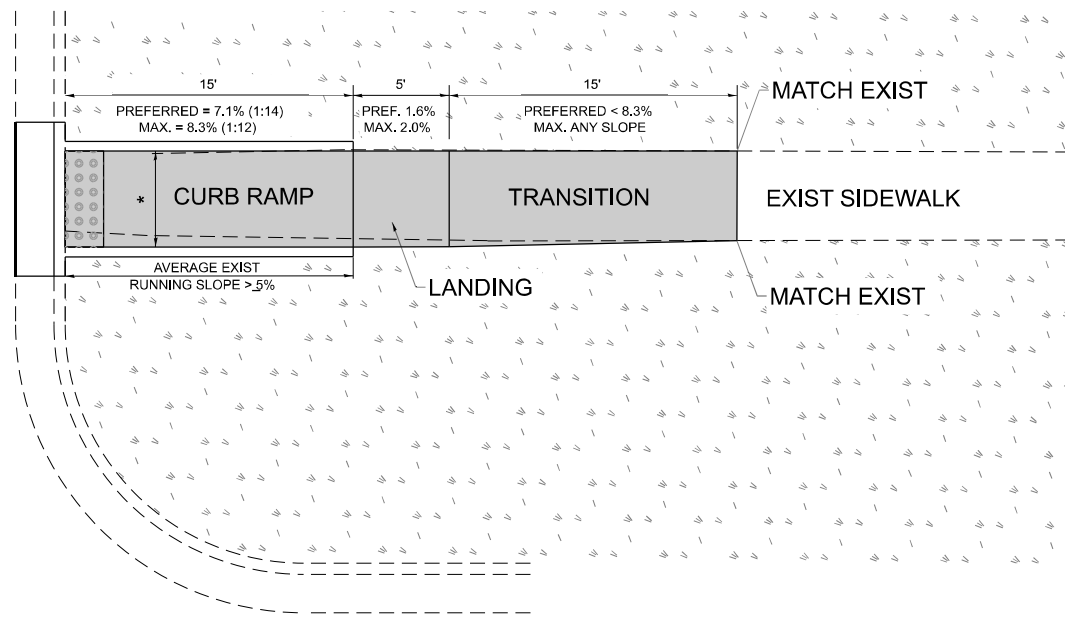 15'
5'
15'
PREFERRED = 7.1% (1:14)
MAX. = 8.3% (1:12)
PREF. 1.6%
MAX. 2.0%
PREFERRED < 8.3%
MAX. ANY SLOPE
MATCH EXIST
*
CURB RAMP
TRANSITION
EXIST SIDEWALK
AVERAGE EXIST
RUNNING SLOPE > 5%
LANDING
MATCH EXIST